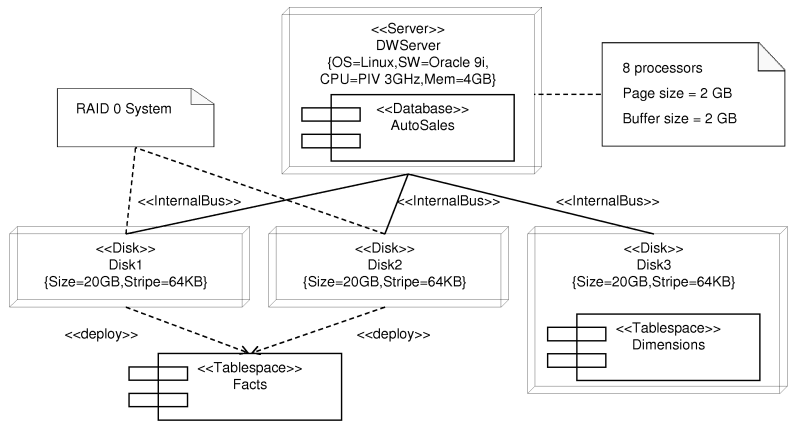 <<Server>>
DWServer
{OS=Linux,SW=Oracle 9i,
CPU=PIV 3GHz,Mem=4GB}
<<Database>>
AutoSales
8 processors
Page size = 2 GB
Buffer size = 2 GB
RAID 0 System
<<InternalBus>>
<<InternalBus>>
<<InternalBus>>
<<Disk>>
Disk1
{Size=20GB,Stripe=64KB}
<<Disk>>
Disk2
{Size=20GB,Stripe=64KB}
<<Disk>>
Disk3
{Size=20GB,Stripe=64KB}
<<deploy>>
<<deploy>>
<<Tablespace>>
Dimensions
<<Tablespace>>
Facts